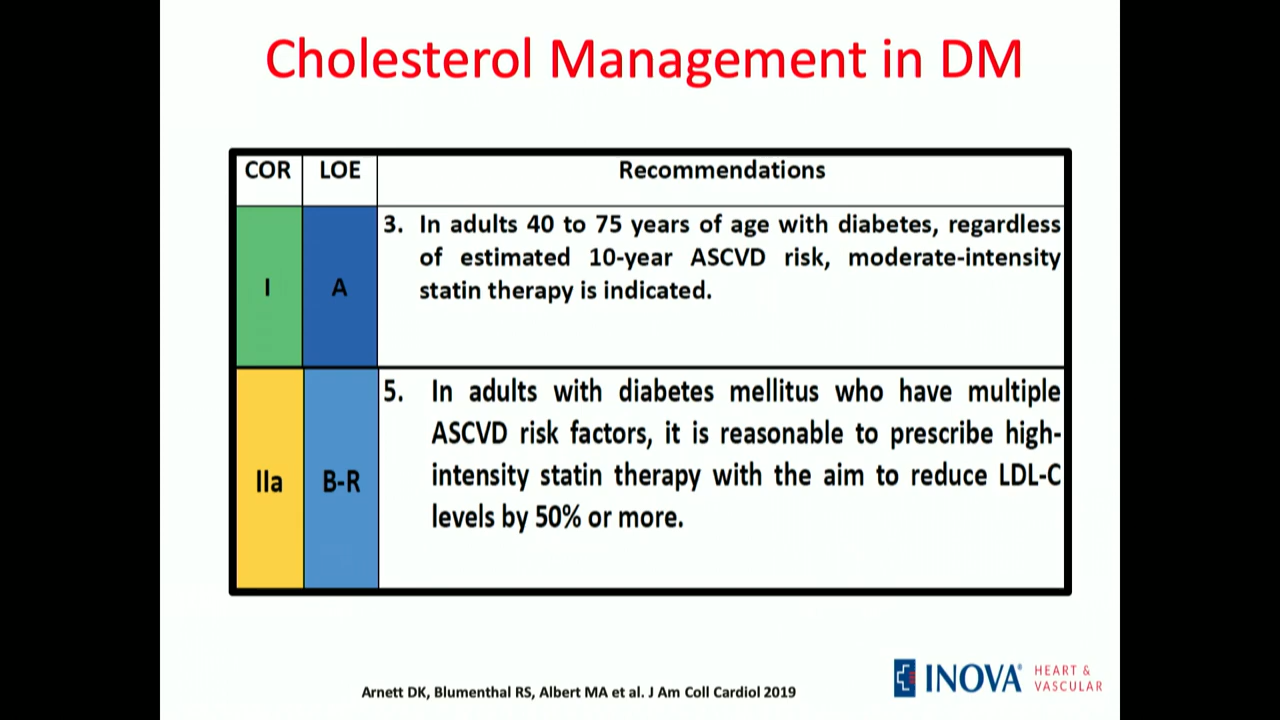 Cholesterol Management in DM
COR LOE Recommendations
I A
3. In adults 40 to 75 years of age with diabetes, regardless
of estimated 10-year ASCVD risk, moderate-intensity
statin therapy is indicated.
IIa B-R
5. In adults with diabetes mellitus who have multiple
ASCVD risk factors, it is reasonable to prescribe high-
intensity statin therapy with the aim to reduce LDL-C
levels by 50% or more.
Arnett DK, Blumenthal RS, Albert MA et al. J Am Coll Cardiol 2019
INOVA® HEART &
VASCULAR